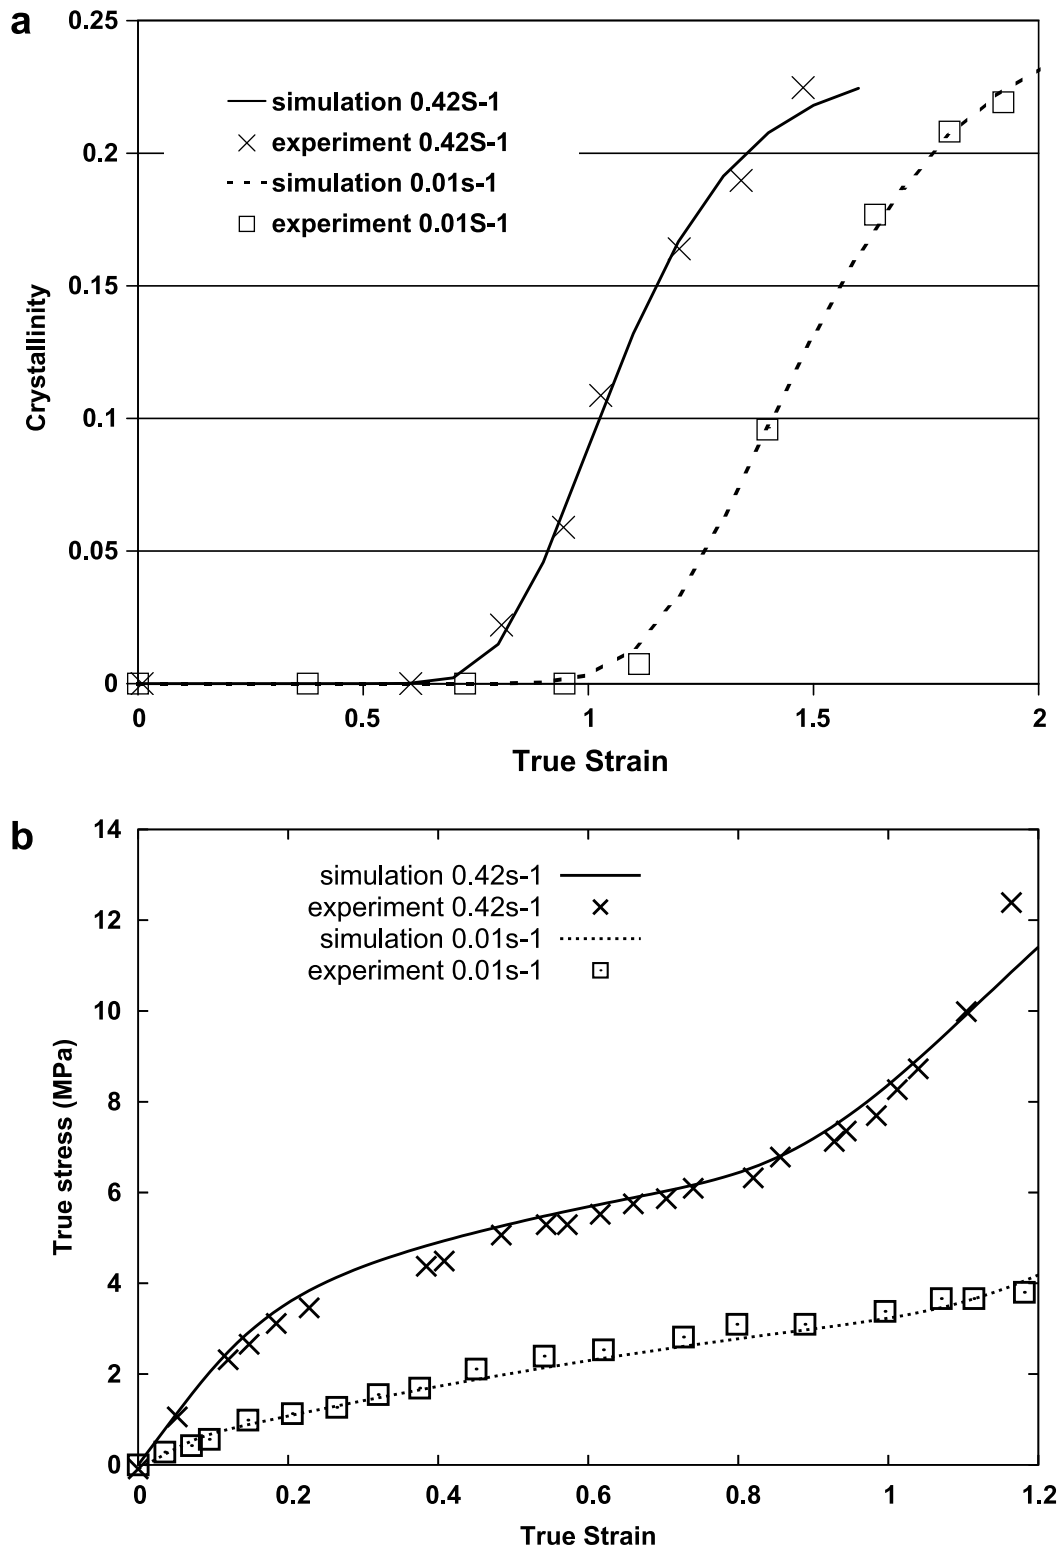 a
0.25
simulation 0.42S-1
experiment 0.42S-1
0.2
simulation 0.01s-1
experiment 0.01S-1
0.15
Crystallinity
0.1
0.05
0
0 0.5 1 1.5 2
True Strain
b
14
simulation 0.42s-1
experiment 0.42s-1
12
simulation 0.01s-1
experiment 0.01s-1
10
8
True stress (MPa)
6
4
2
0
0 0.2 0.4 0.6 0.8 1 1.2
True Strain